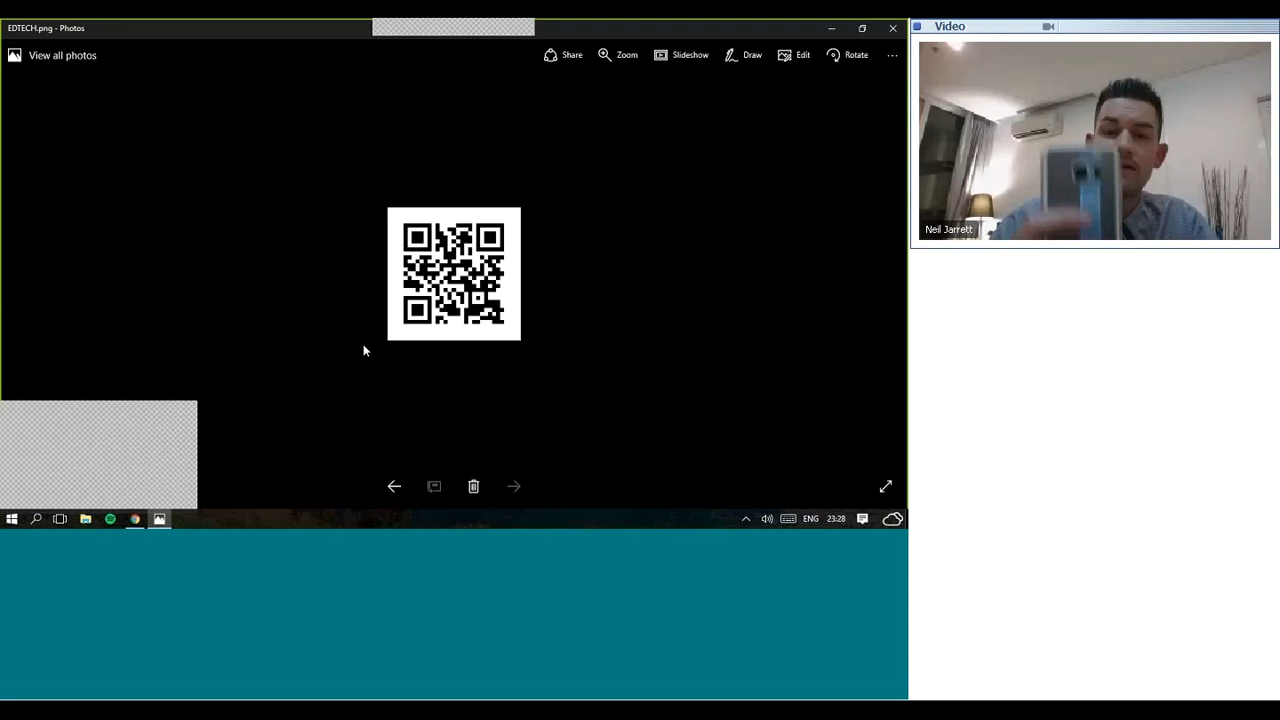 EDTECH.png - Photos
View all photos
Share
Zoom
Slideshow
Draw
Edit
Rotate
Video
Neil Jarrett
ENG
23:28